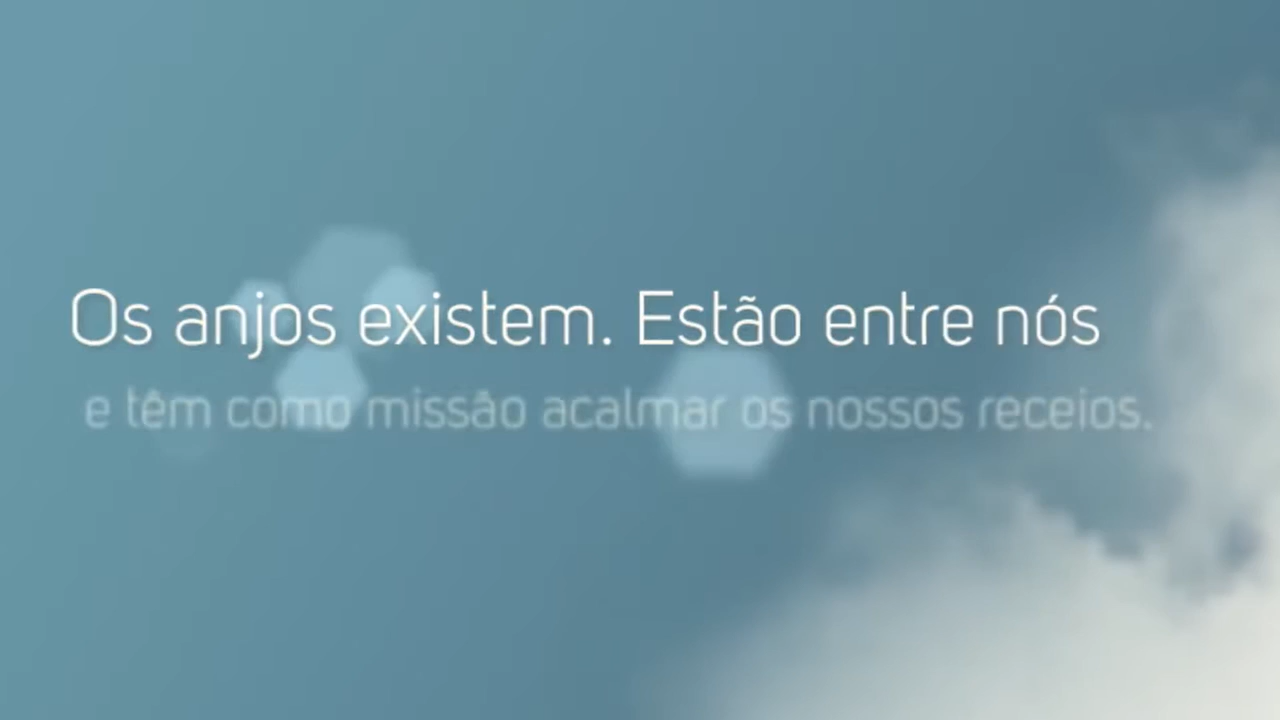 Os anjos existem. Estão entre nós
e têm como missão acalmar os nossos receios.